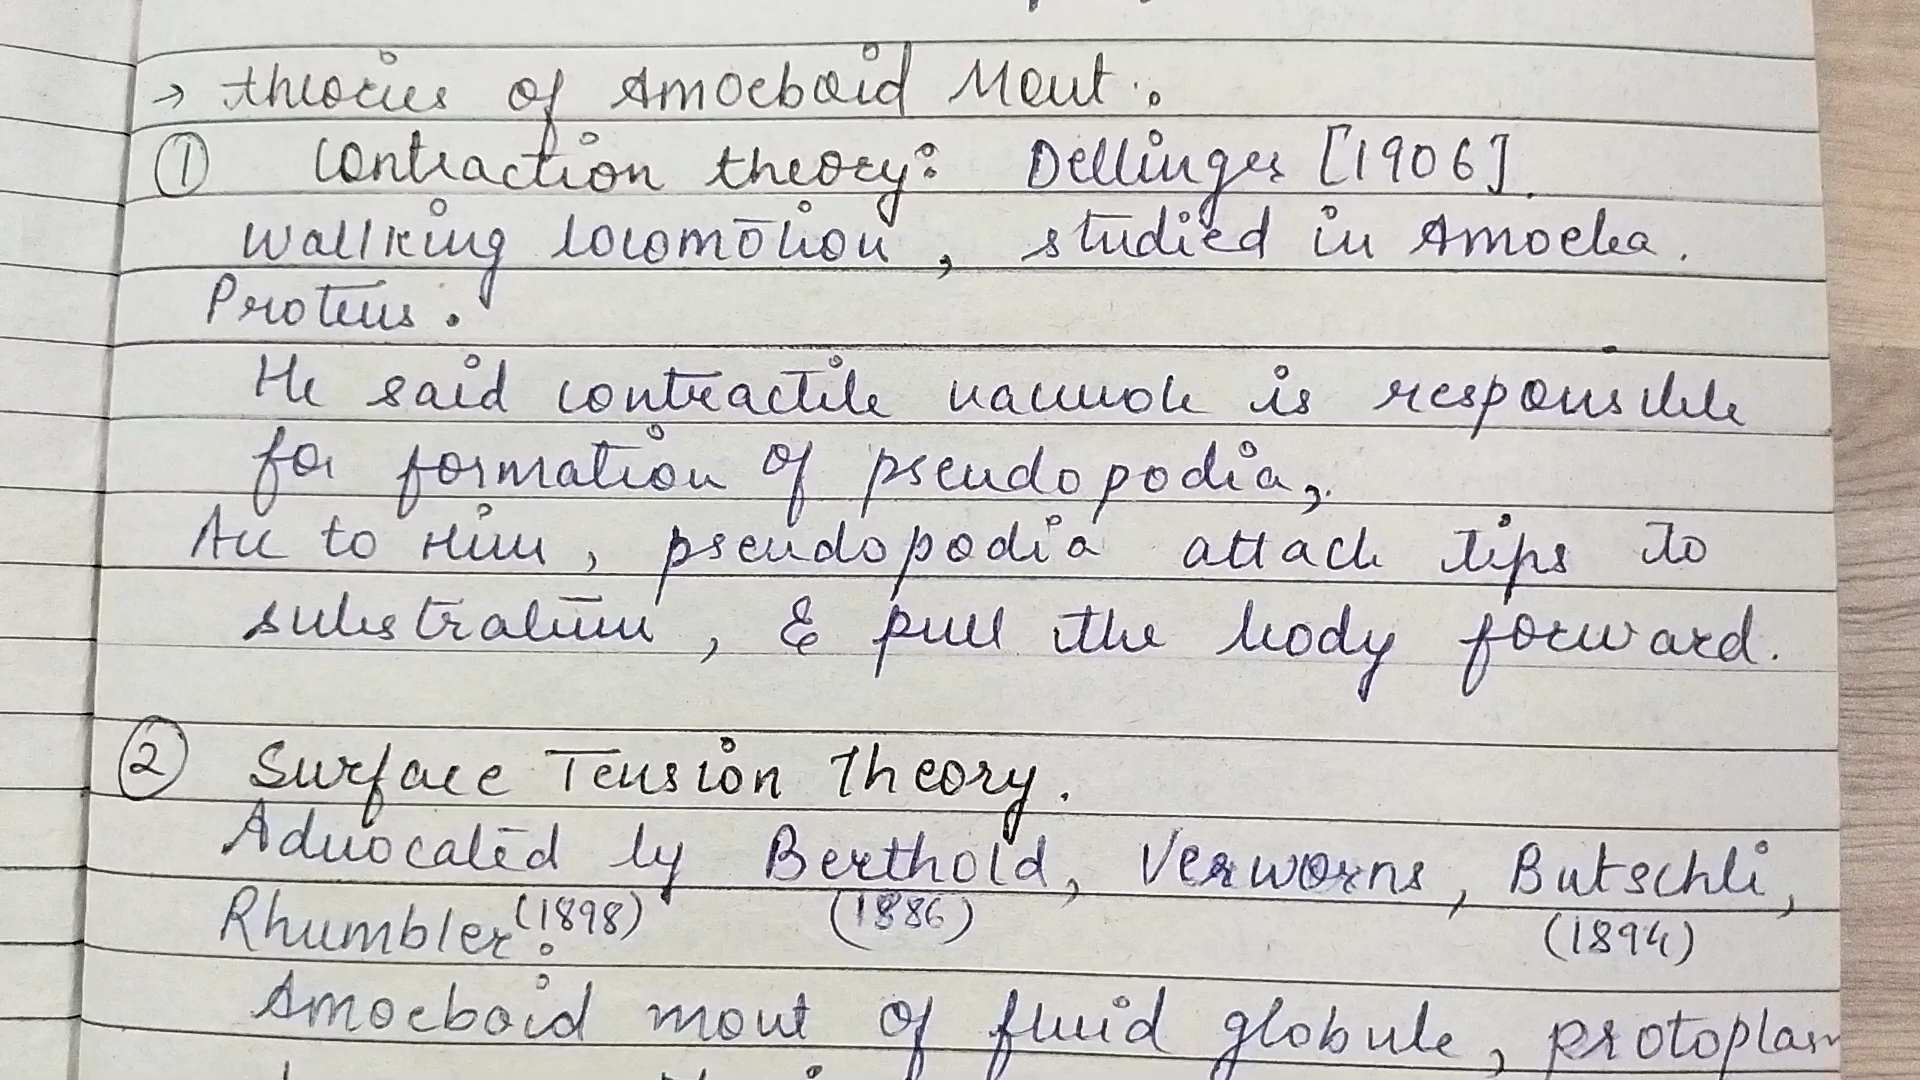 → theories of Amoeboid Movt.
① Contraction theory: Dellinger [1906].
Walking locomotion, studied in Amoeba.
Proteus.
He said contractile vacuole is responsible
for formation of pseudopodia,.
Acc to Him, pseudopodia attach tips to
substratum, & pull the body forward.
② Surface Tension theory.
Advocated by Berthold, Verworns, Butschli,
Rhumbler: (1898) (1886) (1894)
Amoeboid movt of fluid globule, protoplam